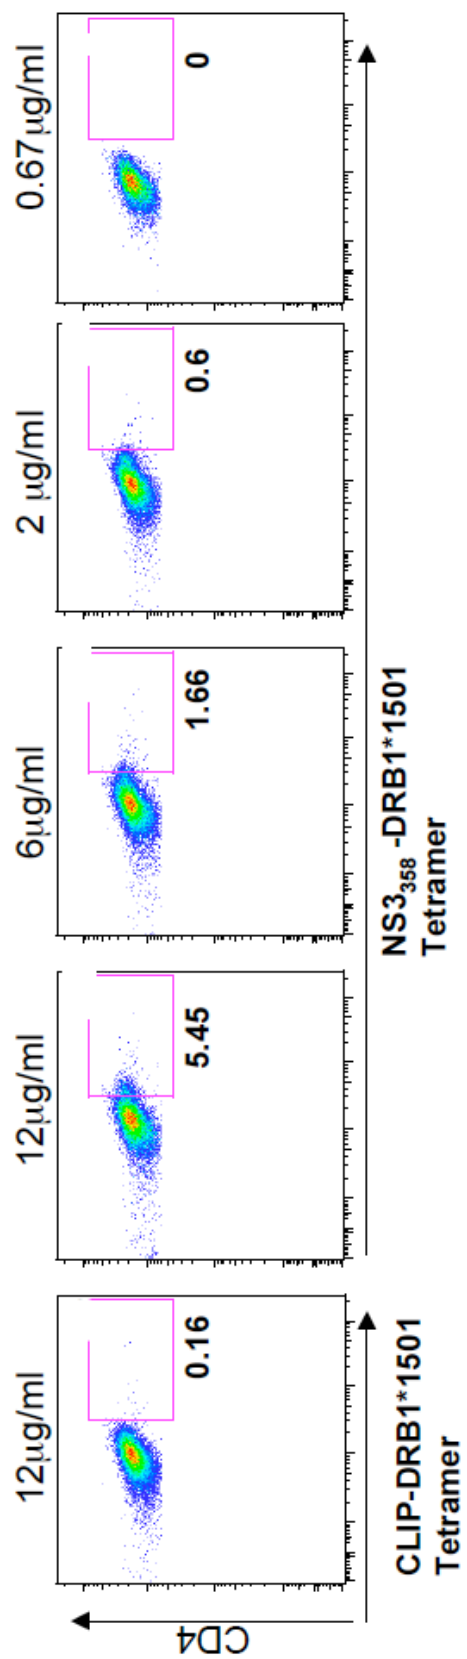 12µg/ml 12µg/ml 6µg/ml 2 µg/ml 0.67µg/ml
0.16 5.45 1.66 0.6 0
CD4
CLIP-DRB1*1501
Tetramer
NS3358 -DRB1*1501
Tetramer